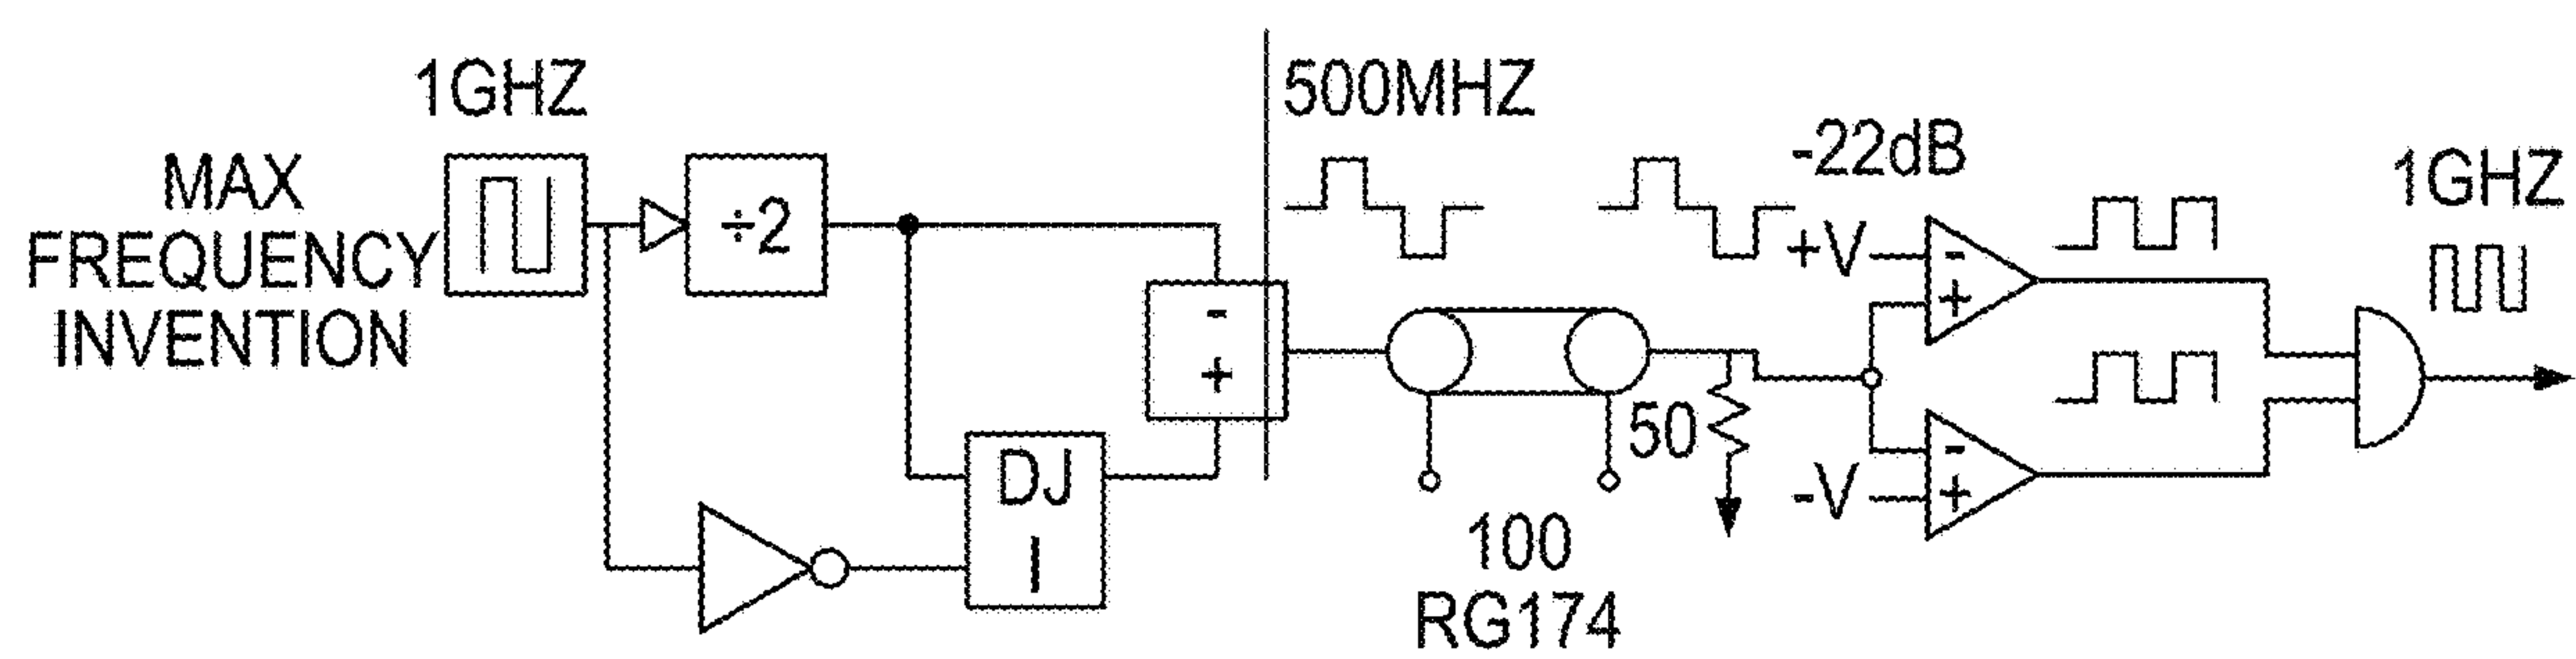 1GHZ
MAX
FREQUENCY
INVENTION
÷2
DJ
I
-
+
500MHZ
100
RG174
50
-22dB
+V
-
+
-V
-
+
1GHZ